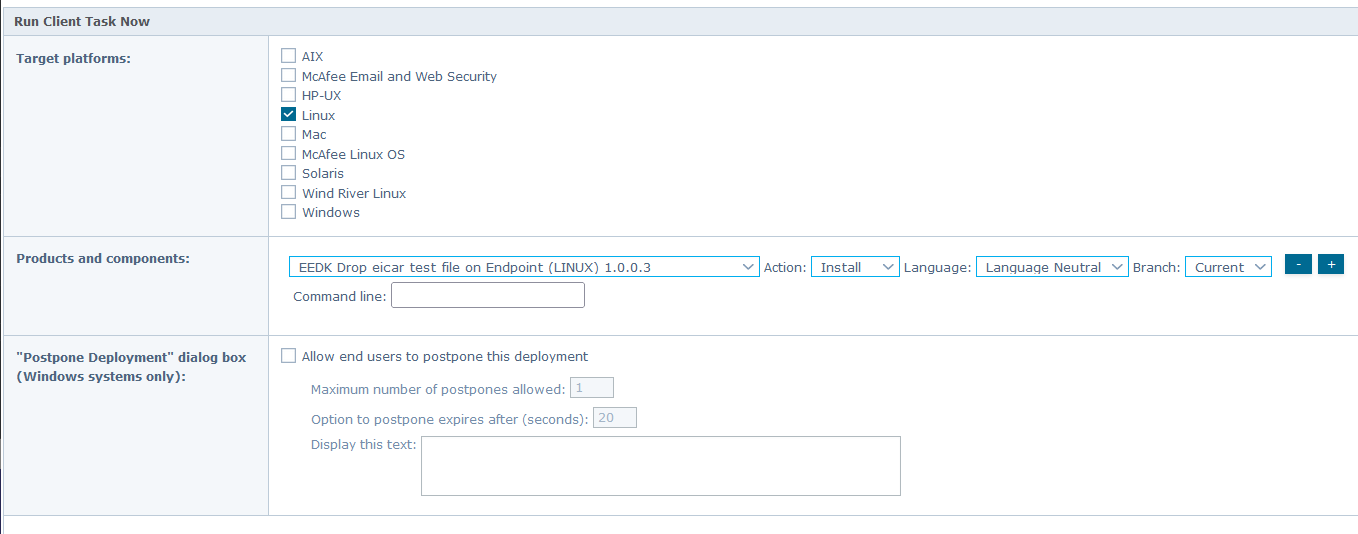 Run Client Task Now
Target platforms:
AIX
McAfee Email and Web Security
HP-UX
Linux
Mac
McAfee Linux OS
Solaris
Wind River Linux
Windows
Products and components:
EEDK Drop eicar test file on Endpoint (LINUX) 1.0.0.3 Action: Install Language: Language Neutral Branch: Current - +
Command line:
"Postpone Deployment" dialog box
(Windows systems only):
Allow end users to postpone this deployment
Maximum number of postpones allowed: 1
Option to postpone expires after (seconds): 20
Display this text: